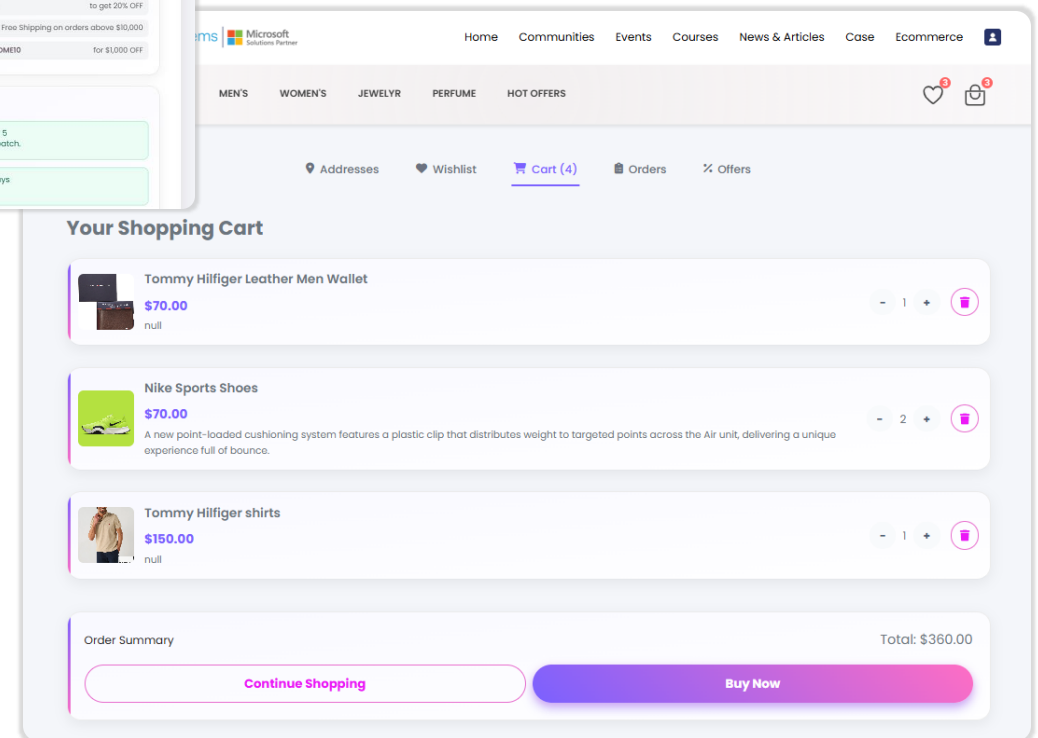 to get 20% OFF
Free Shipping on orders above $10,000
for $1,000 OFF
5
ys
Microsoft
Solutions Partner
Home Communities Events Courses News & Articles Case Ecommerce
MEN'S WOMEN'S JEWELYR PERFUME HOT OFFERS
3 3
Addresses Wishlist Cart (4) Orders Offers
Your Shopping Cart
Tommy Hilfiger Leather Men Wallet
$70.00
null
- 1 +
Nike Sports Shoes
$70.00
A new point-loaded cushioning system features a plastic clip that distributes weight to targeted points across the Air unit, delivering a unique
experience full of bounce.
- 2 +
Tommy Hilfiger shirts
$150.00
null
- 1 +
Order Summary
Total: $360.00
Continue Shopping Buy Now